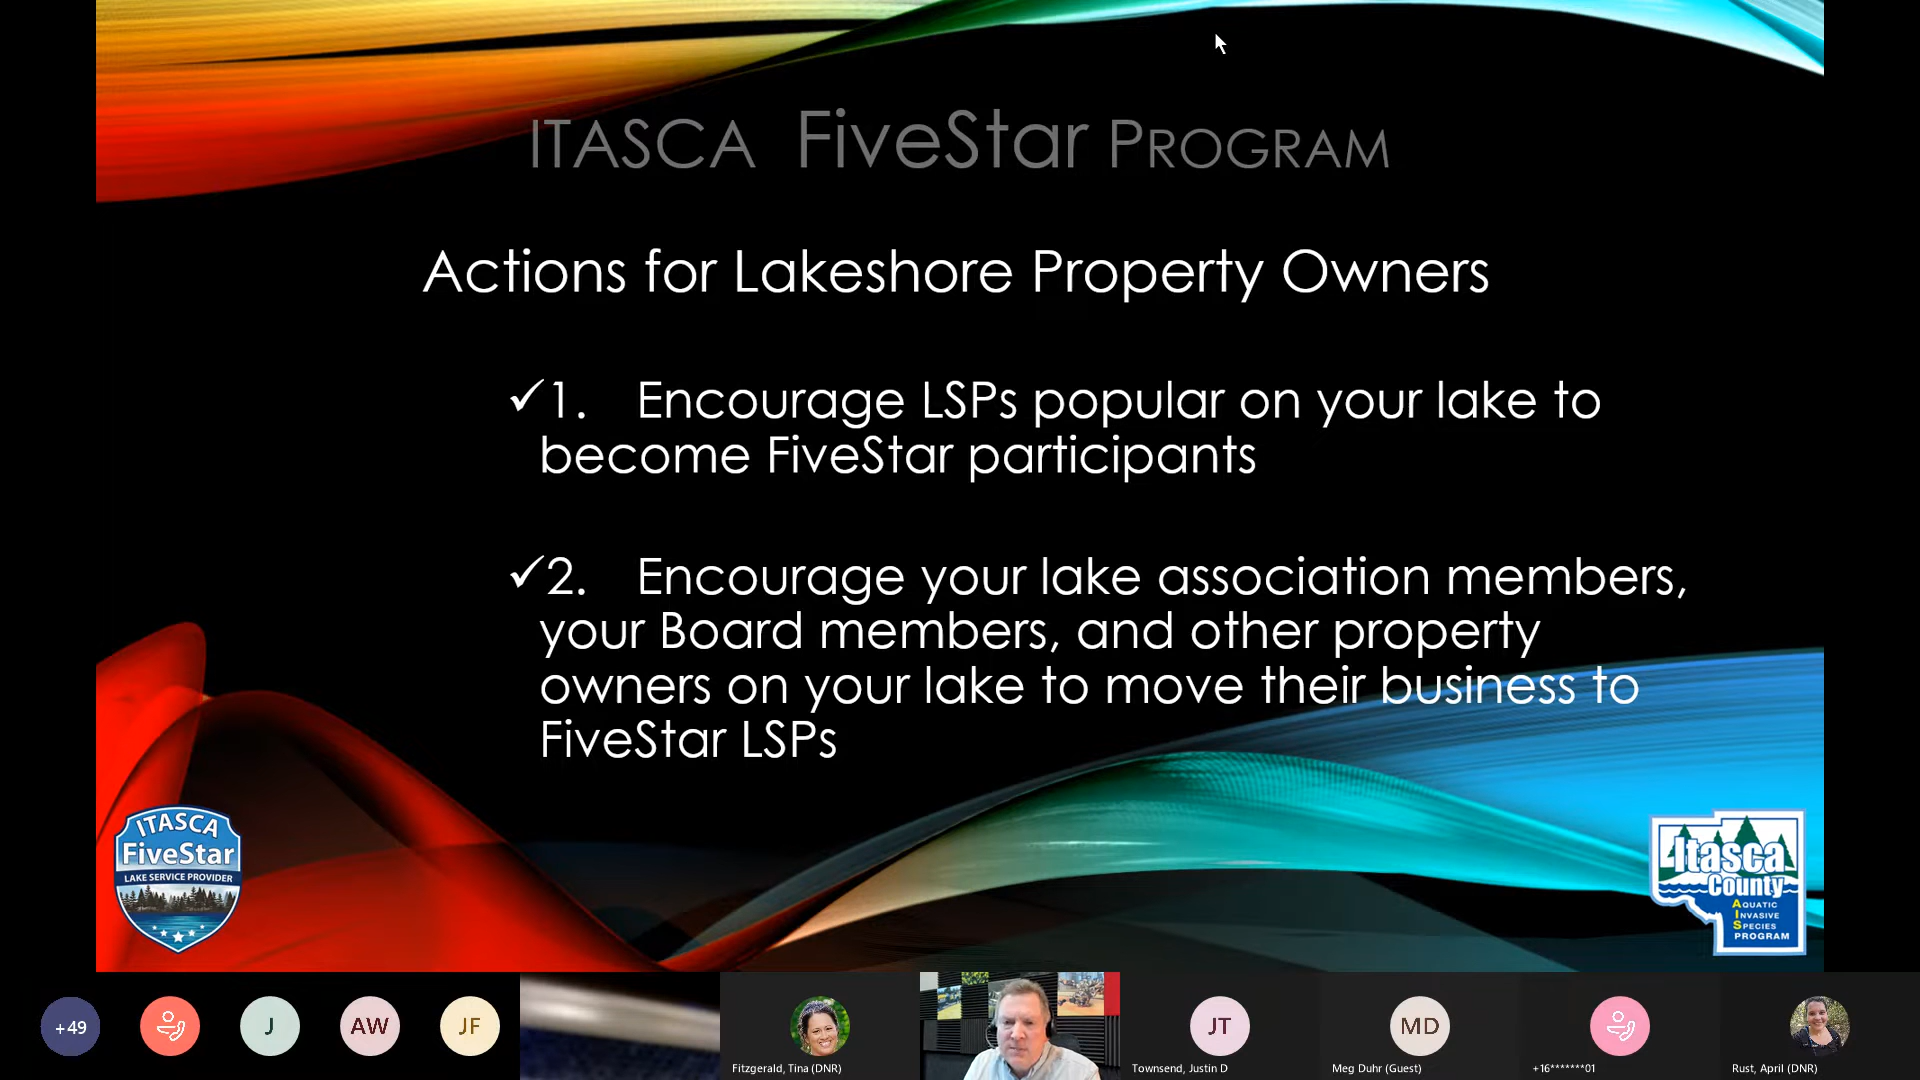 ITASCA FiveStar PROGRAM
Actions for Lakeshore Property Owners
✓1. Encourage LSPs popular on your lake to
become FiveStar participants
✓2. Encourage your lake association members,
your Board members, and other property
owners on your lake to move their business to
FiveStar LSPs
ITASCA
FiveStar
LAKE SERVICE PROVIDER
Itasca
County
AQUATIC
INVASIVE
SPECIES
PROGRAM
+49
J
AW
JF
JT
MD
Fitzgerald, Tina (DNR)
Townsend, Justin D
Meg Duhr (Guest)
+16*******01
Rust, April (DNR)